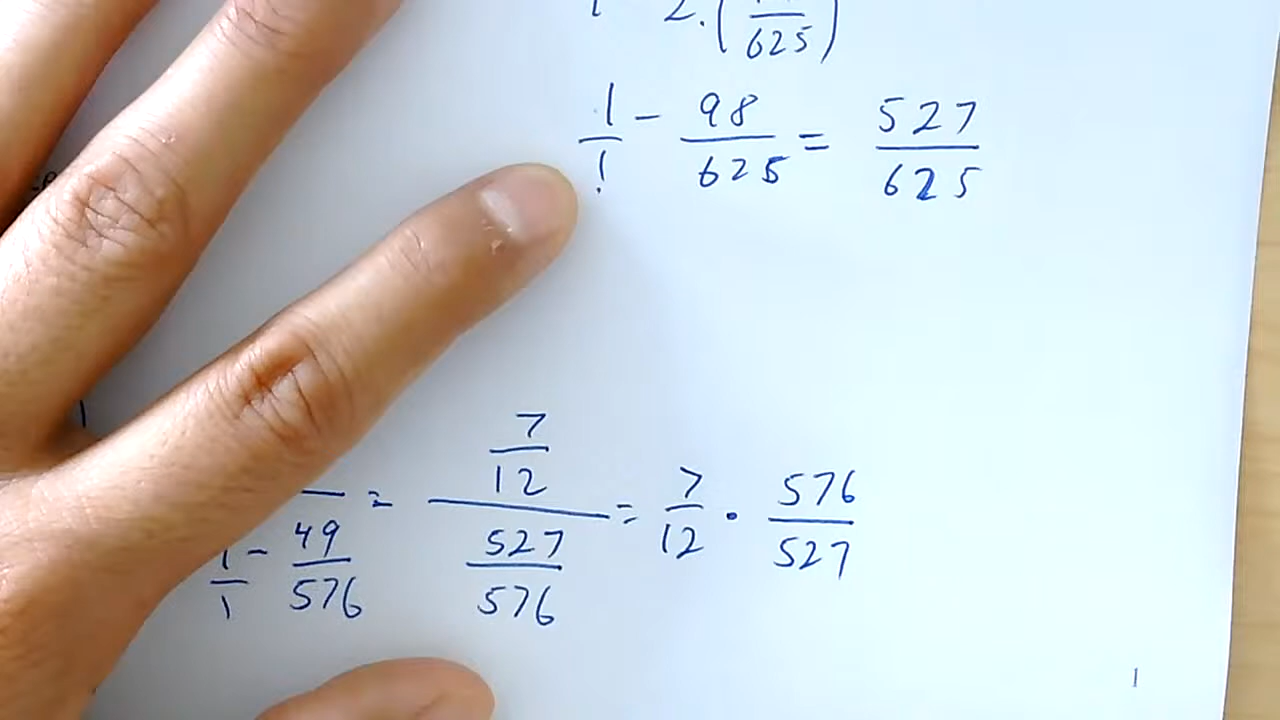 2.(/625)
1/1 - 98/625 = 527/625
1/1 - 49/576 = (7/12)/(527/576) = 7/12 · 576/527
1